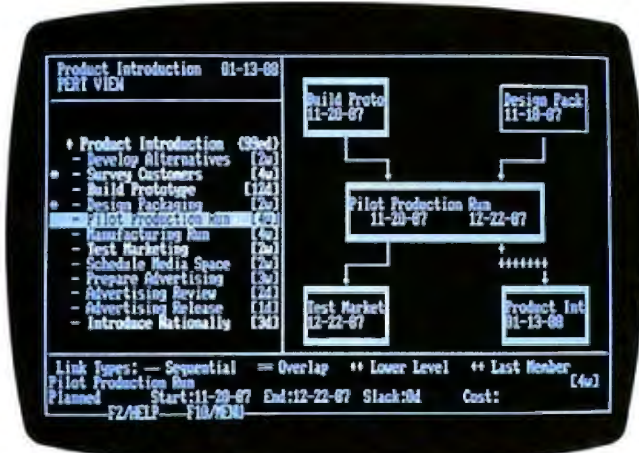 Product Introduction 01-13-88
PERT VIEW
♦ Product Introduction (99ed)
- Develop Alternatives [2w]
- Survey Customers [4w]
- Build Prototype [12d]
- Design Packaging [2w]
- Pilot Production Run [4w]
- Manufacturing Run [4w]
- Test Marketing [2w]
- Schedule Media Space [2w]
- Prepare Advertising [3w]
- Advertising Review
- Advertising Release
- Introduce Nationally [3d]
Build Proto
11-20-87
Design Pack
11-18-87
Pilot Production Run
11-20-87 12-22-87
Test Market
12-22-87
Product Int
01-13-88
Link Types: — Sequential = Overlap ++ Lower Level ++ Last Member
Pilot Production Run [4w]
Planned Start:11-20-87 End:12-22-87 Slack:0d Cost:
F2/HELP F10/MENU